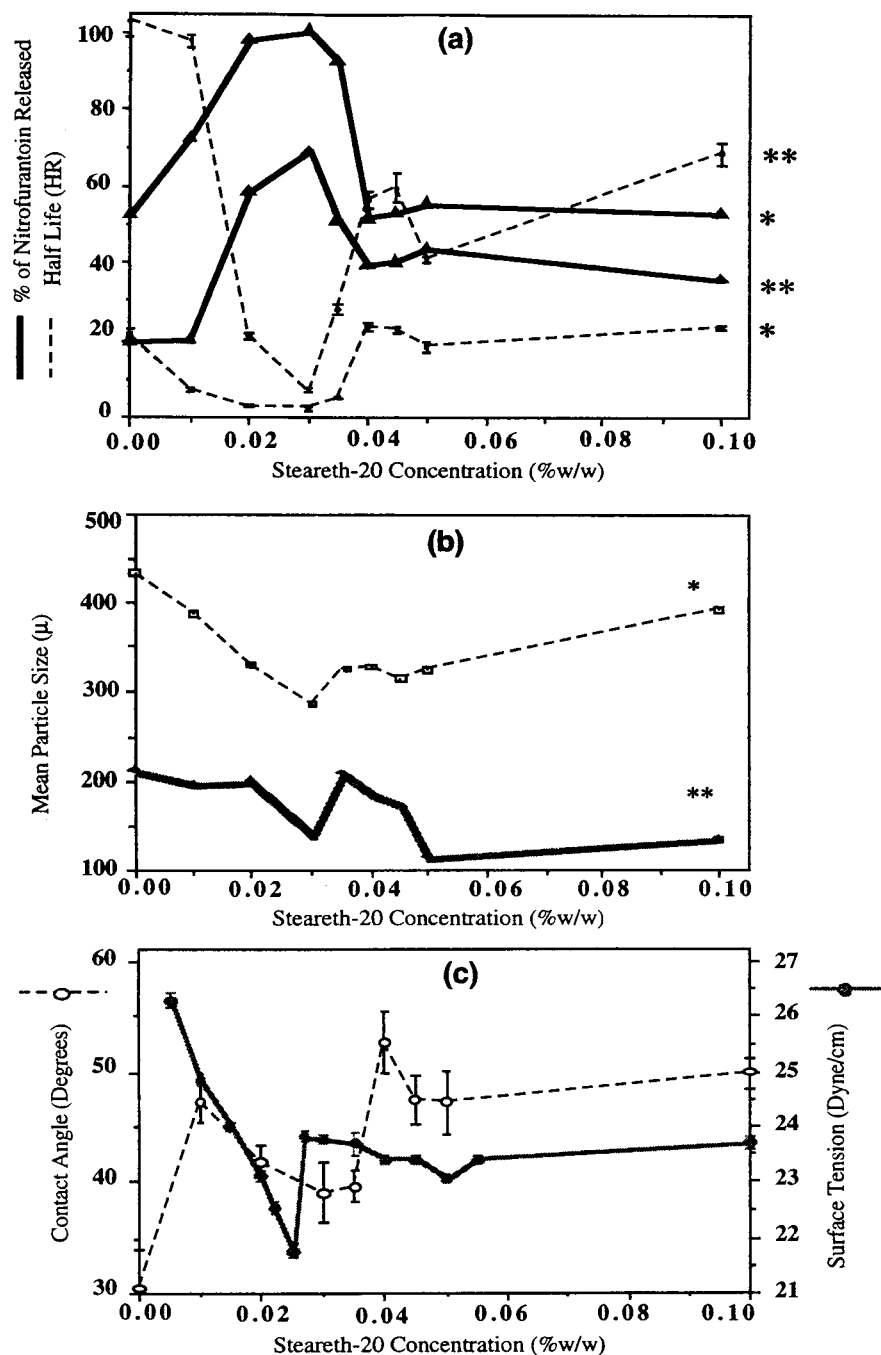 (a)
% of Nitrofurantoin Released
Half Life (HR)
100
80
60
40
20
0
**
*
**
*
0.00 0.02 0.04 0.06 0.08 0.10
Steareth-20 Concentration (%w/w)
(b)
Mean Particle Size (μ)
500
400
300
200
100
*
**
0.00 0.02 0.04 0.06 0.08 0.10
Steareth-20 Concentration (%w/w)
(c)
Contact Angle (Degrees)
60
50
40
30
27
26
25
24
23
22
21
Surface Tension (Dyne/cm)
0.00 0.02 0.04 0.06 0.08 0.10
Steareth-20 Concentration (%w/w)